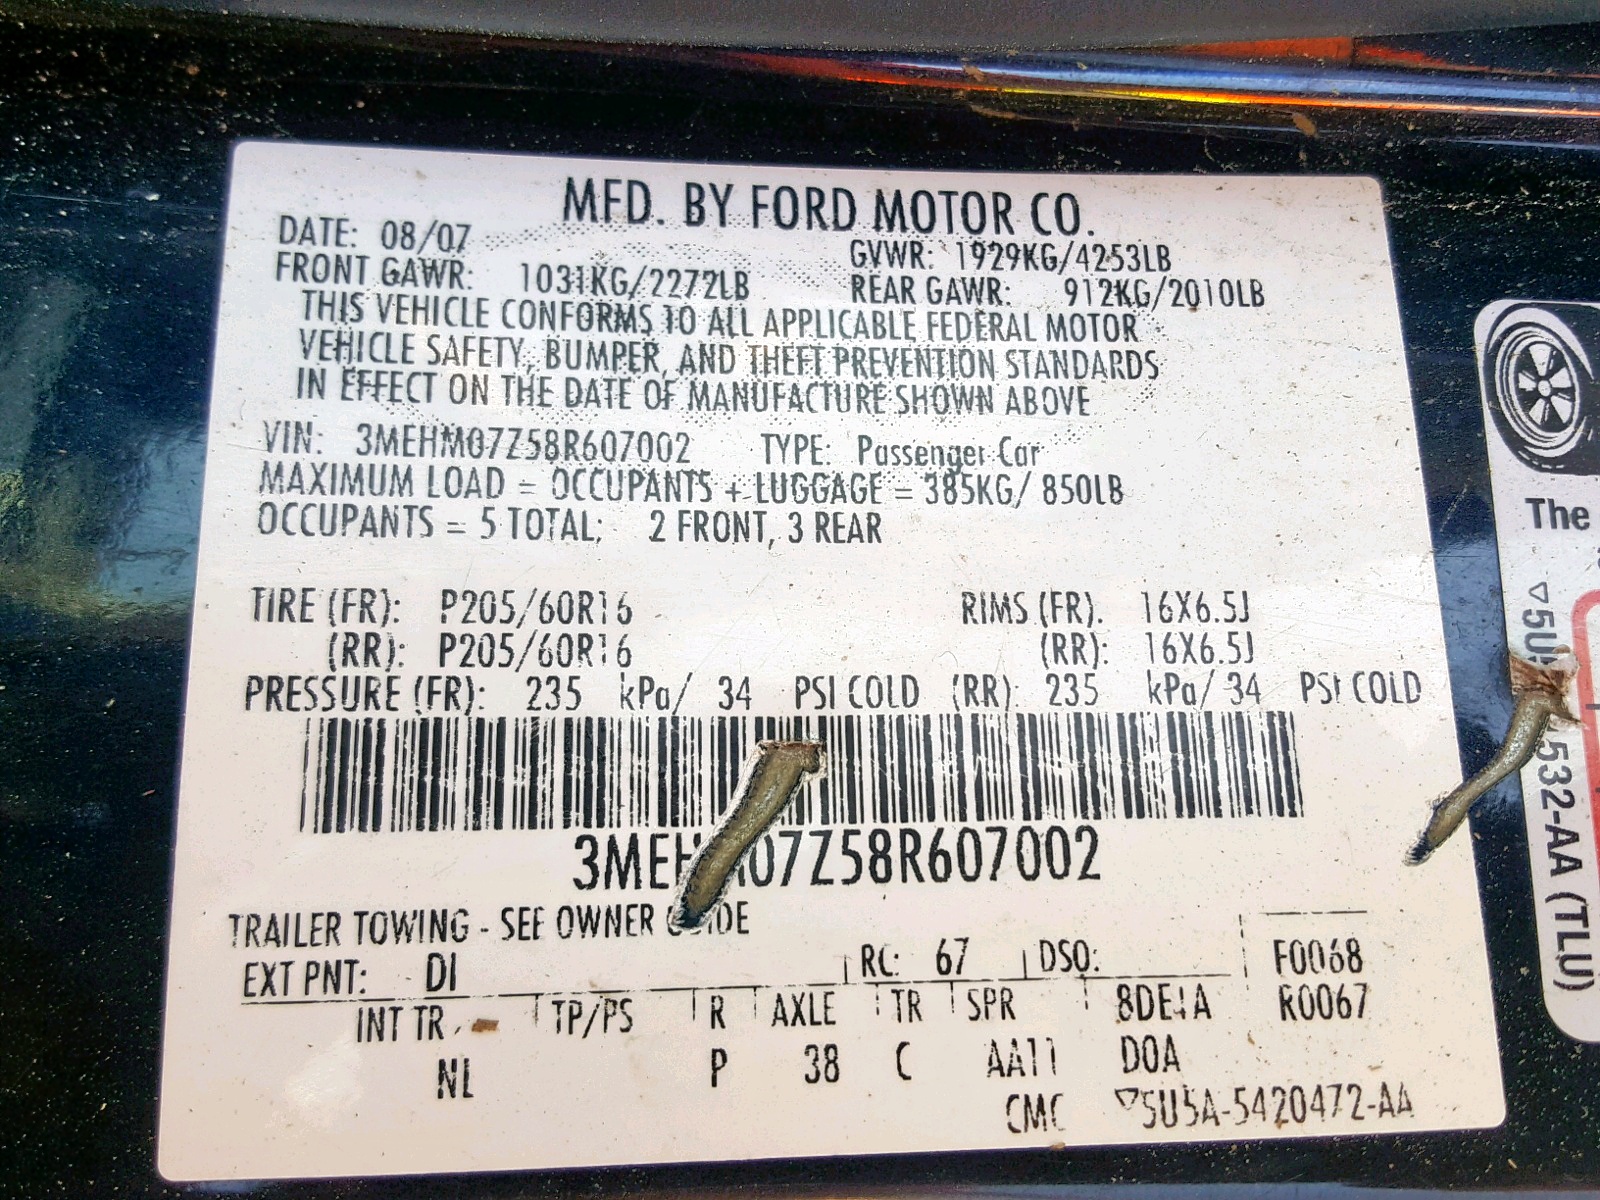 MFD. BY FORD MOTOR CO.
DATE: 08/07 GVWR: 1929KG/4253LB
FRONT GAWR: 1031KG/2272LB REAR GAWR: 912KG/2010LB
THIS VEHICLE CONFORMS TO ALL APPLICABLE FEDERAL MOTOR
VEHICLE SAFETY, BUMPER, AND THEFT PREVENTION STANDARDS
IN EFFECT ON THE DATE OF MANUFACTURE SHOWN ABOVE
VIN: 3MEHM07Z58R607002 TYPE: Passenger Car
MAXIMUM LOAD = OCCUPANTS + LUGGAGE = 385KG/ 850LB
OCCUPANTS = 5 TOTAL; 2 FRONT, 3 REAR
TIRE (FR): P205/60R16 RIMS (FR). 16X6.5J
(RR): P205/60R16 (RR): 16X6.5J
PRESSURE (FR): 235 kPa/ 34 PSI COLD (RR): 235 kPa/ 34 PSI COLD
3MEHM07Z58R607002
TRAILER TOWING - SEE OWNER GUIDE
EXT PNT: DI RC: 67 DSO: F0068
INT TR TP/PS R AXLE TR SPR 8DE1A R0067
NL P 38 C AA11 D0A
CMC ▽5U5A-5420472-AA
The
532-AA (TLU)